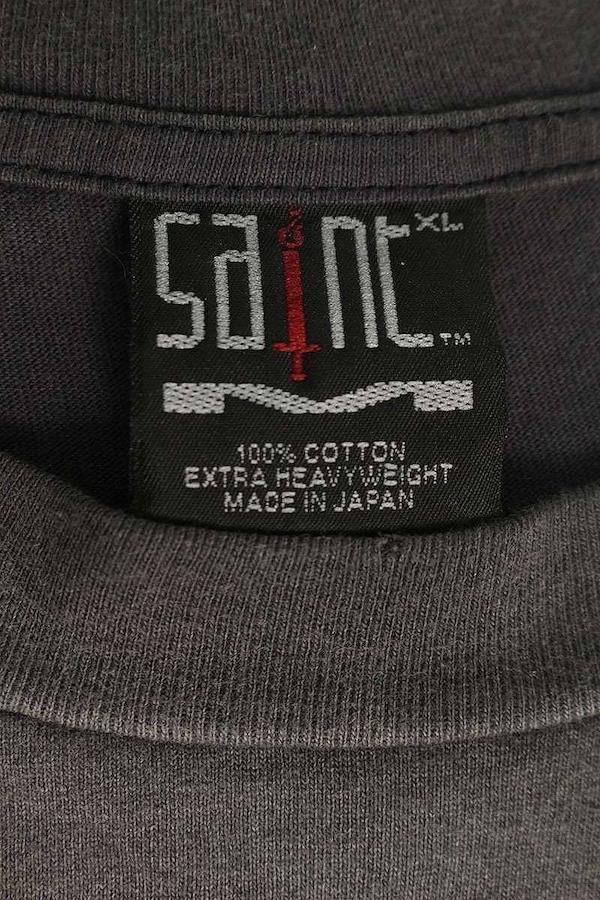 saint XL
TM
100% COTTON
EXTRA HEAVYWEIGHT
MADE IN JAPAN